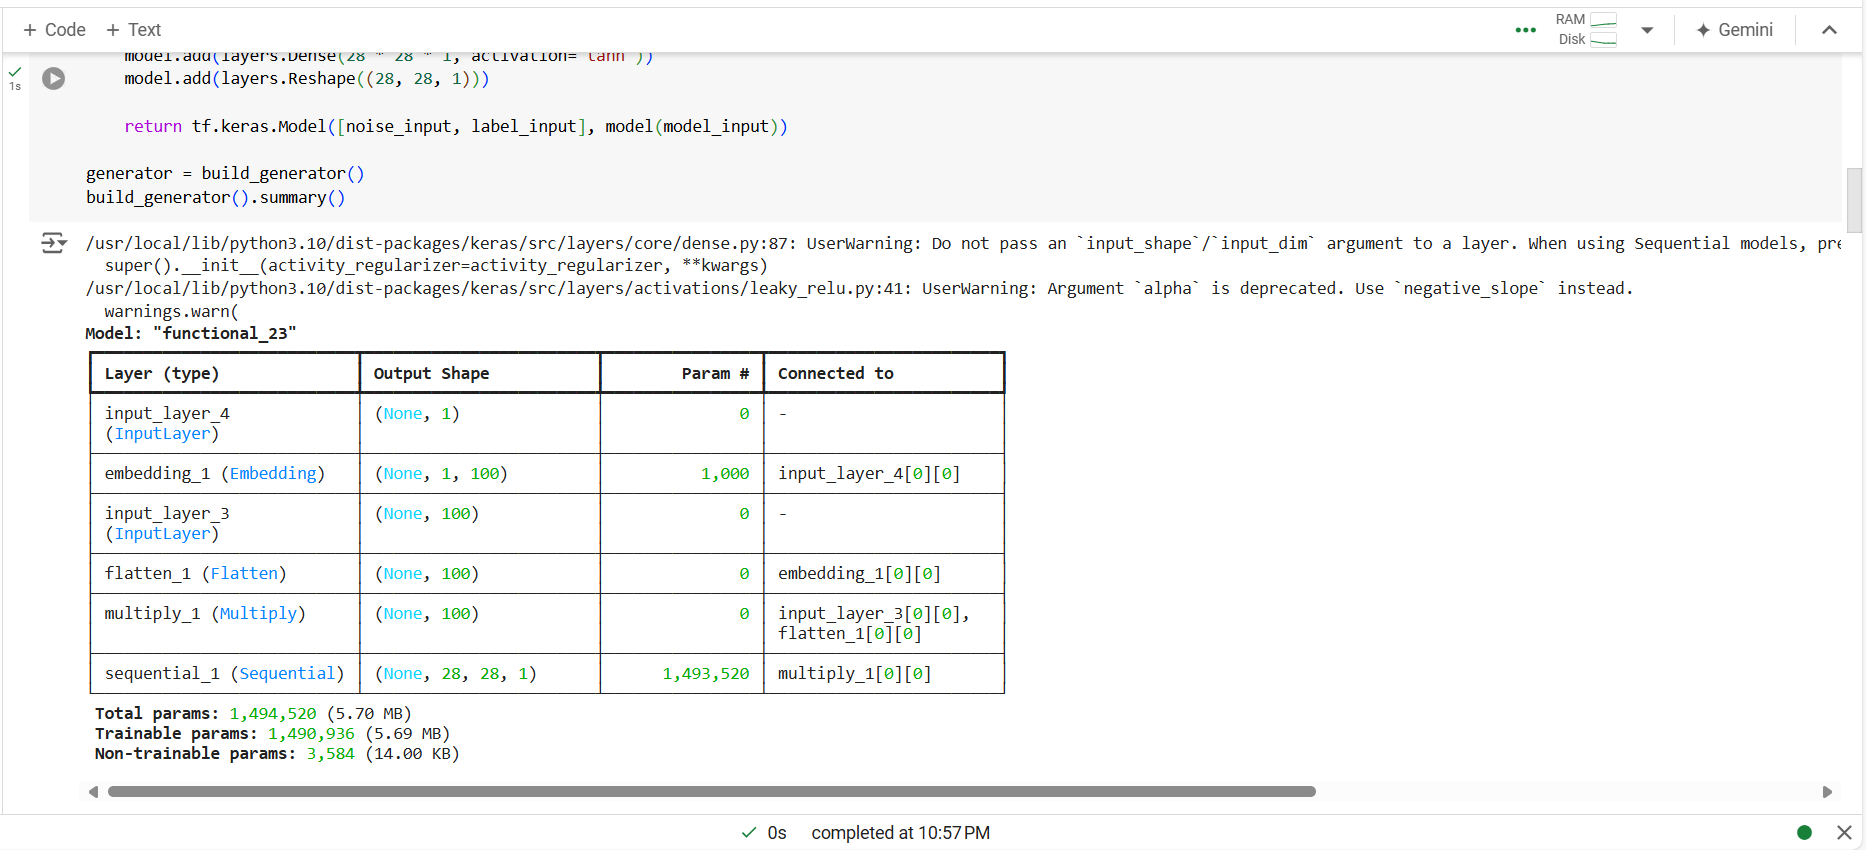 + Code + Text
RAM
Disk
Gemini
1s
model.add(layers.Dense(28 * 28 * 1, activation='tanh'))
model.add(layers.Reshape((28, 28, 1)))
return tf.keras.Model([noise_input, label_input], model(model_input))
generator = build_generator()
build_generator().summary()
/usr/local/lib/python3.10/dist-packages/keras/src/layers/core/dense.py:87: UserWarning: Do not pass an `input_shape`/`input_dim` argument to a layer. When using Sequential models, pre
super().__init__(activity_regularizer=activity_regularizer, **kwargs)
/usr/local/lib/python3.10/dist-packages/keras/src/layers/activations/leaky_relu.py:41: UserWarning: Argument `alpha` is deprecated. Use `negative_slope` instead.
warnings.warn(
Model: "functional_23"
Layer (type) Output Shape Param # Connected to
input_layer_4 (None, 1) 0 -
(InputLayer)
embedding_1 (Embedding) (None, 1, 100) 1,000 input_layer_4[0][0]
input_layer_3 (None, 100) 0 -
(InputLayer)
flatten_1 (Flatten) (None, 100) 0 embedding_1[0][0]
multiply_1 (Multiply) (None, 100) 0 input_layer_3[0][0],
flatten_1[0][0]
sequential_1 (Sequential) (None, 28, 28, 1) 1,493,520 multiply_1[0][0]
Total params: 1,494,520 (5.70 MB)
Trainable params: 1,490,936 (5.69 MB)
Non-trainable params: 3,584 (14.00 KB)
0s completed at 10:57 PM